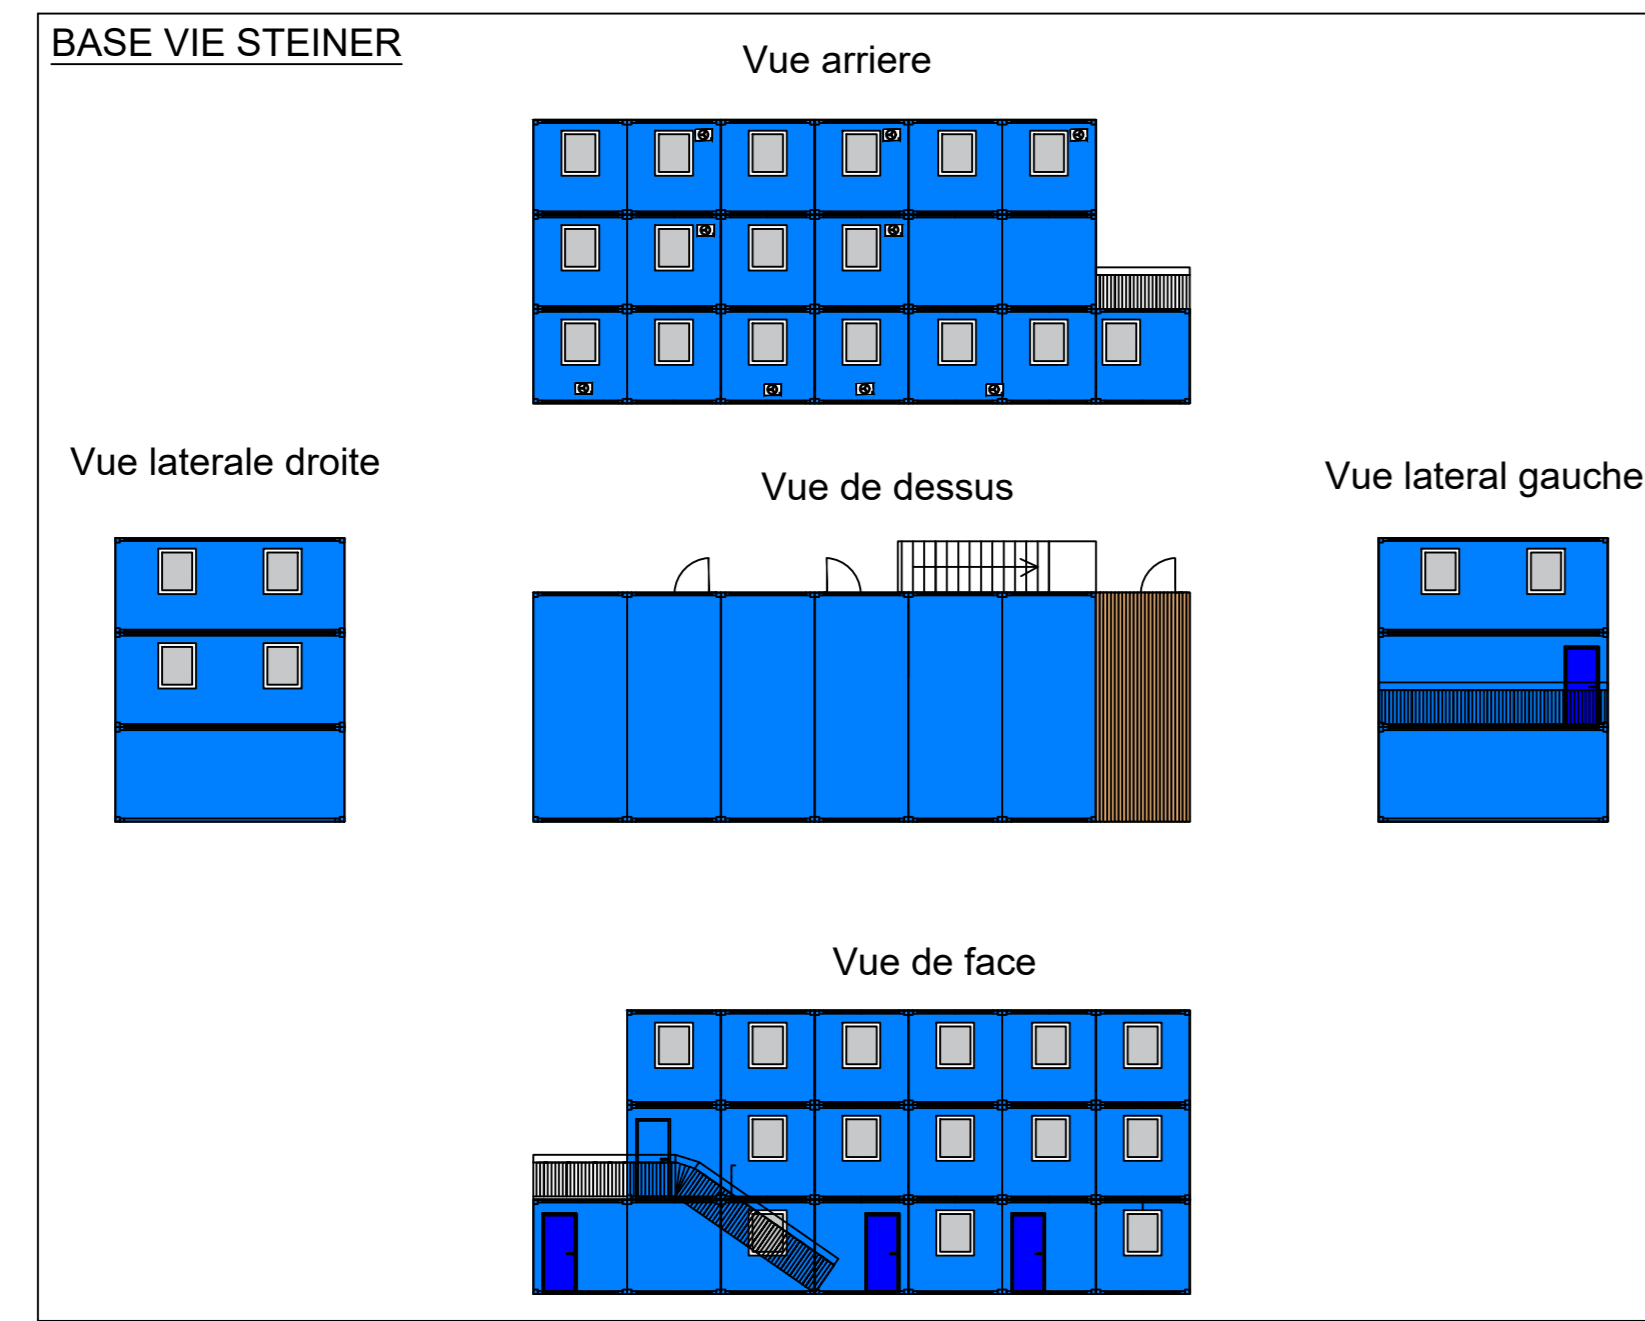 BASE VIE STEINER
Vue arriere
Vue laterale droite
Vue de dessus
Vue lateral gauche
Vue de face